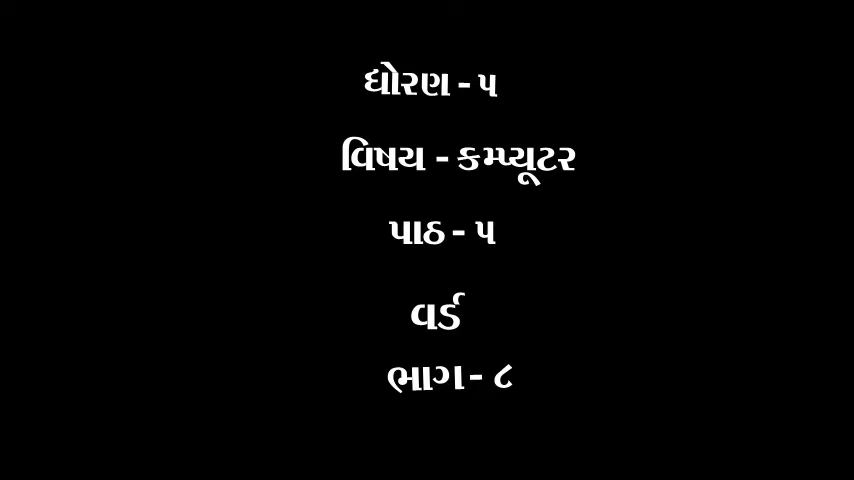 ધોરણ - ૫
વિષય - કમ્પ્યૂટર
પાઠ - ૫
વર્ડ
ભાગ - ૮